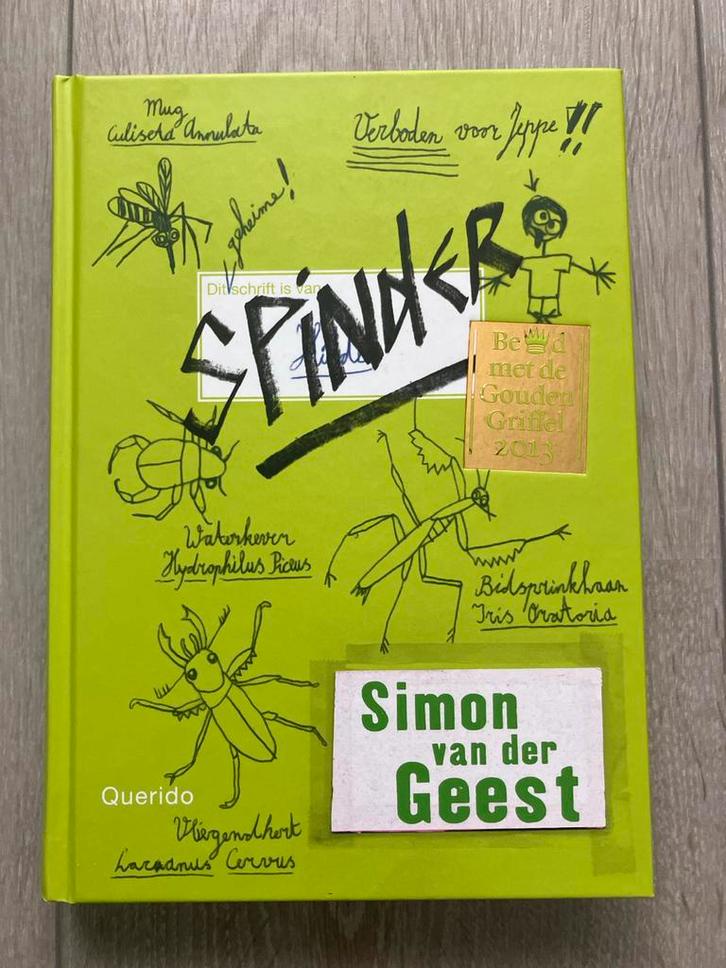 Mug
Culiseta Annulata
Verboden voor Jeppe!!
geheime!
Dit schrift is van
SPINDER
Be👑d
met de
Gouden
Griffel
2013
Waterkever
Hydrophilus Piceus
Bidsprinkhaan
Iris Oratoria
Simon
van der
Geest
Querido
Vliegendhert
Lucanus Cervus